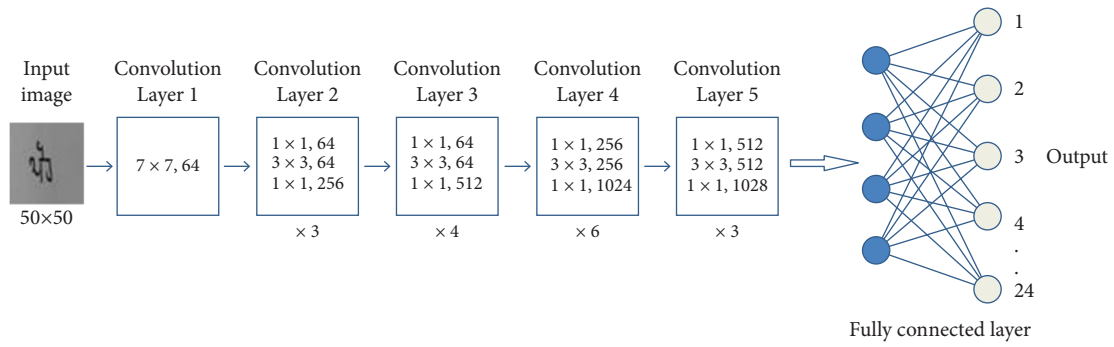 Input
image
50×50
Convolution
Layer 1
7 × 7, 64
Convolution
Layer 2
1 × 1, 64
3 × 3, 64
1 × 1, 256
× 3
Convolution
Layer 3
1 × 1, 64
3 × 3, 64
1 × 1, 512
× 4
Convolution
Layer 4
1 × 1, 256
3 × 3, 256
1 × 1, 1024
× 6
Convolution
Layer 5
1 × 1, 512
3 × 3, 512
1 × 1, 1028
× 3
1
2
3
4
.
.
24
Output
Fully connected layer